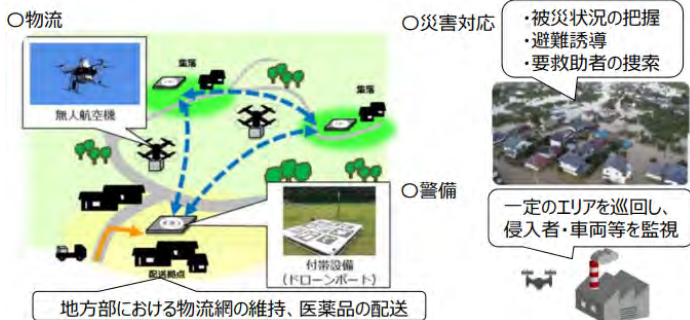 〇物流
無人航空機
集落
集落
配送拠点
付帯設備
（ドローンポート）
地方部における物流網の維持、医薬品の配送
〇災害対応
・被災状況の把握
・避難誘導
・要救助者の捜索
〇警備
一定のエリアを巡回し、
侵入者・車両等を監視